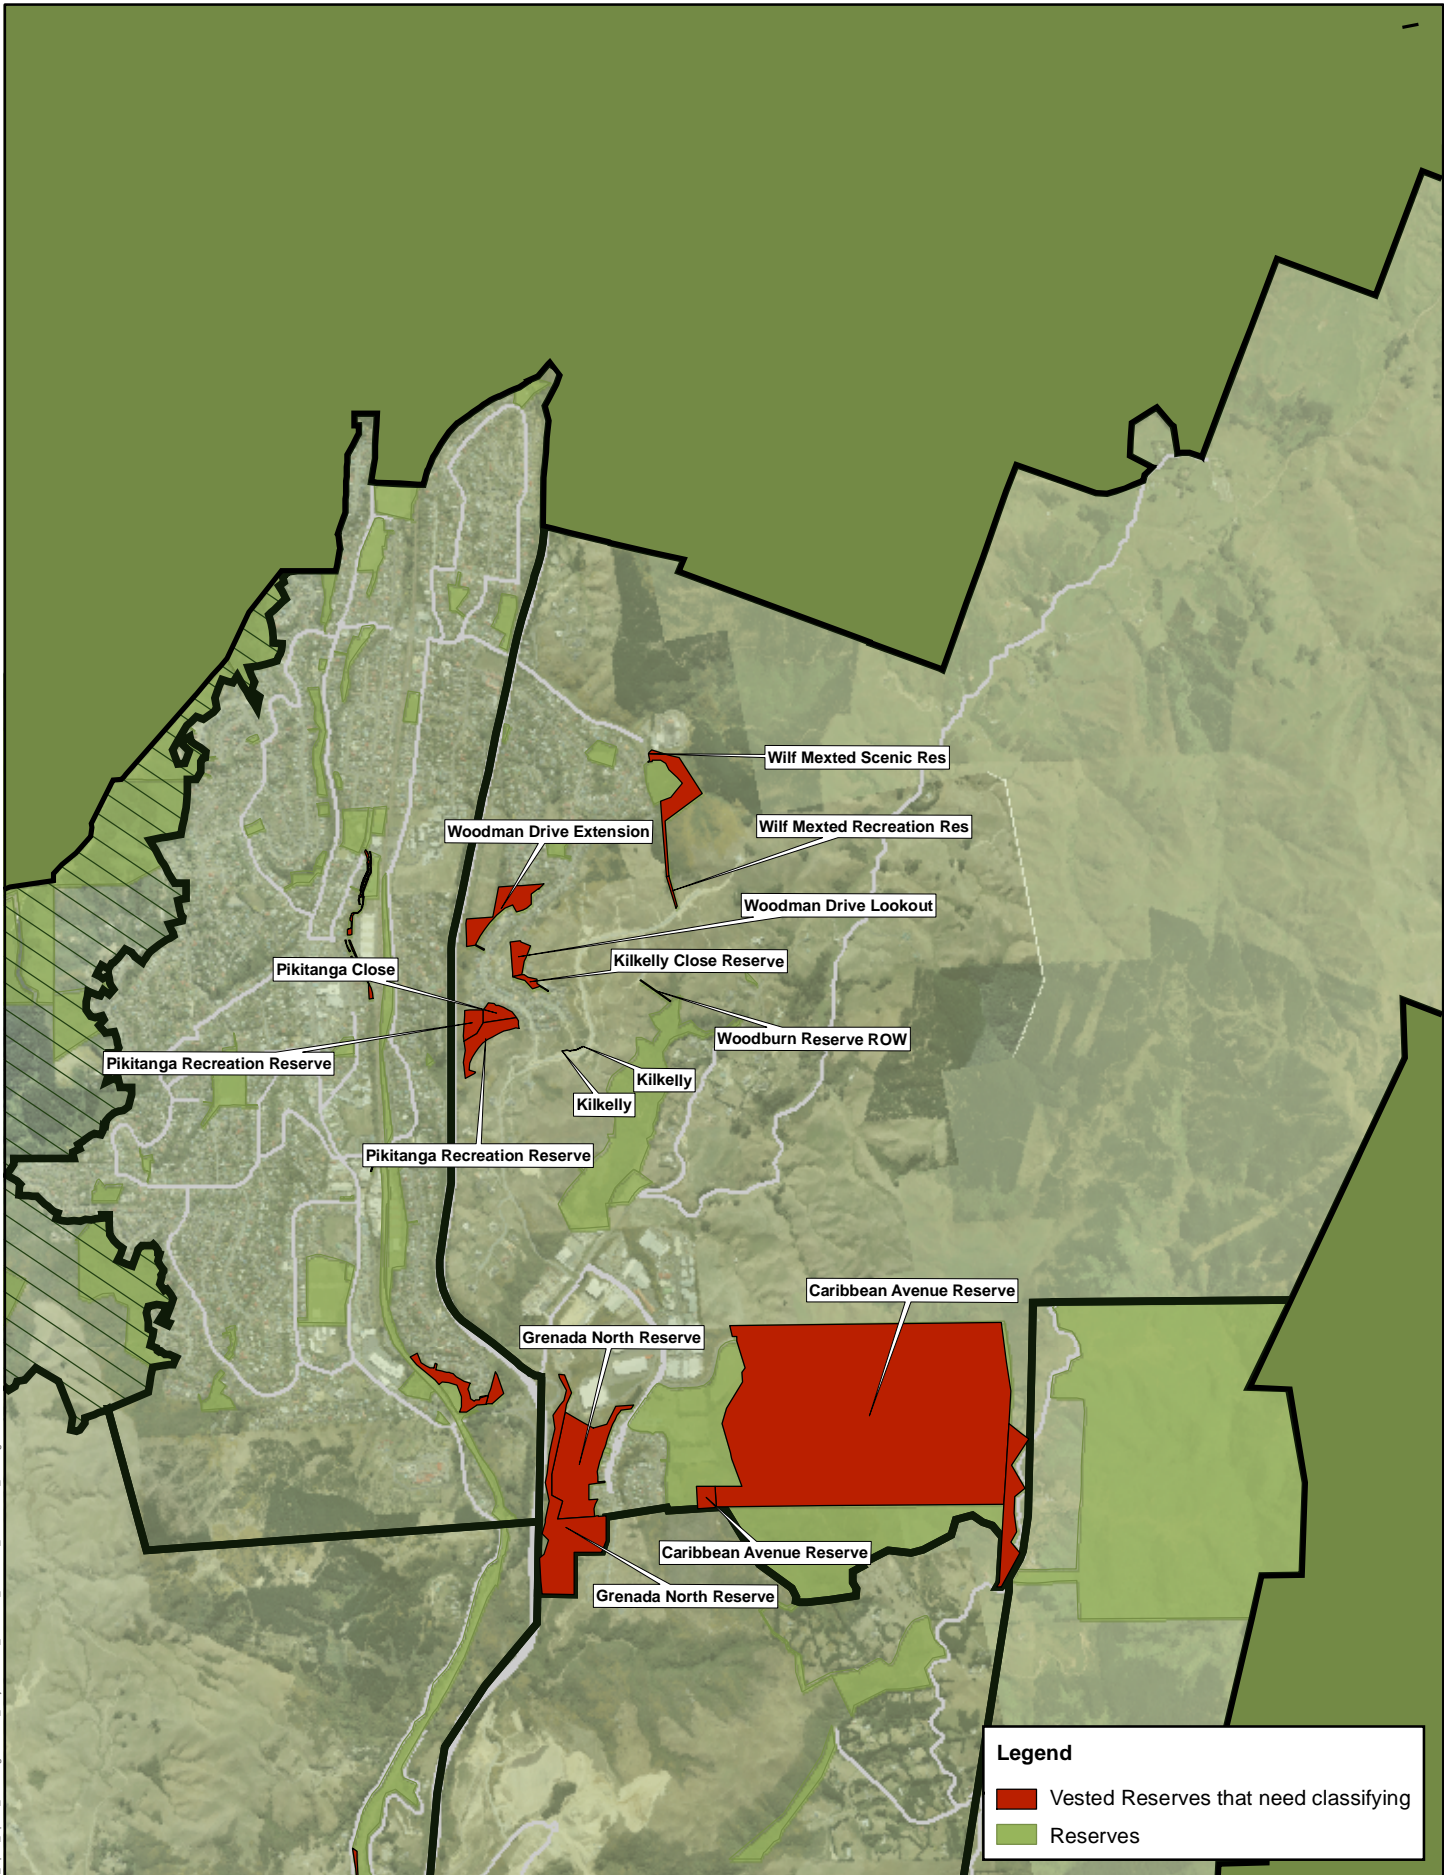 Wilf Mexted Scenic Res
Wilf Mexted Recreation Res
Woodman Drive Extension
Woodman Drive Lookout
Kilkelly Close Reserve
Pikitanga Close
Woodburn Reserve ROW
Pikitanga Recreation Reserve
Kilkelly
Kilkelly
Pikitanga Recreation Reserve
Caribbean Avenue Reserve
Grenada North Reserve
Caribbean Avenue Reserve
Grenada North Reserve
Legend
Vested Reserves that need classifying
Reserves